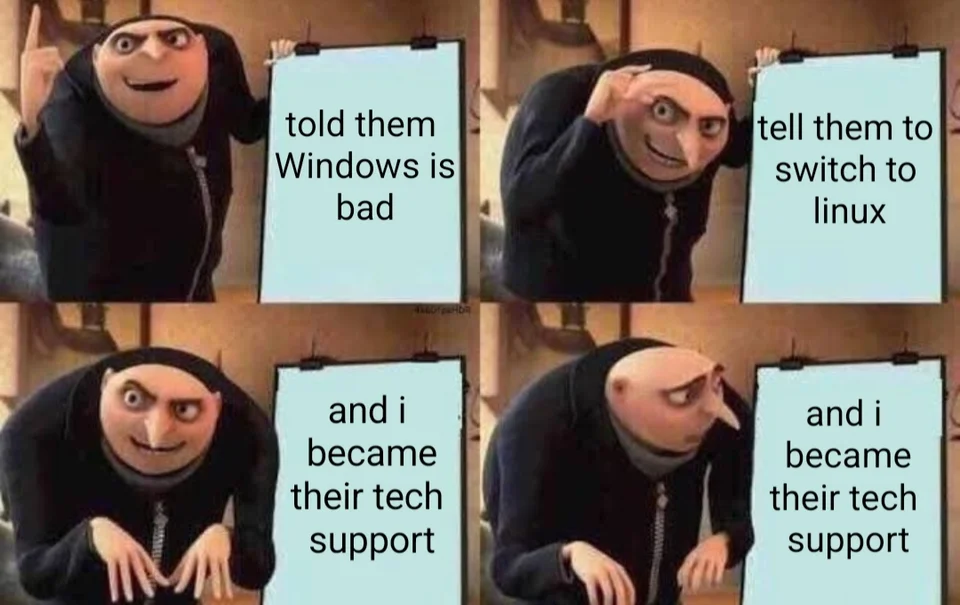 told them
Windows is
bad
tell them to
switch to
linux
and i
became
their tech
support
and i
became
their tech
support